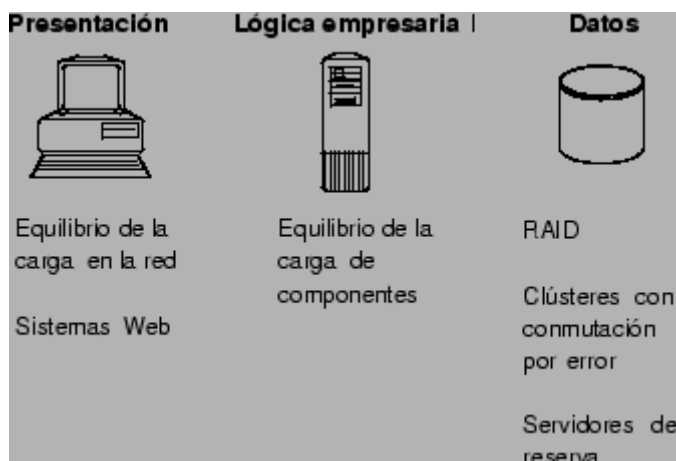 Presentación
Lógica empresarial
Datos
Equilibrio de la
carga en la red
Sistemas Web
Equilibrio de la
carga de
componentes
RAID
Clústeres con
conmutación
por error
Servidores de
reserva